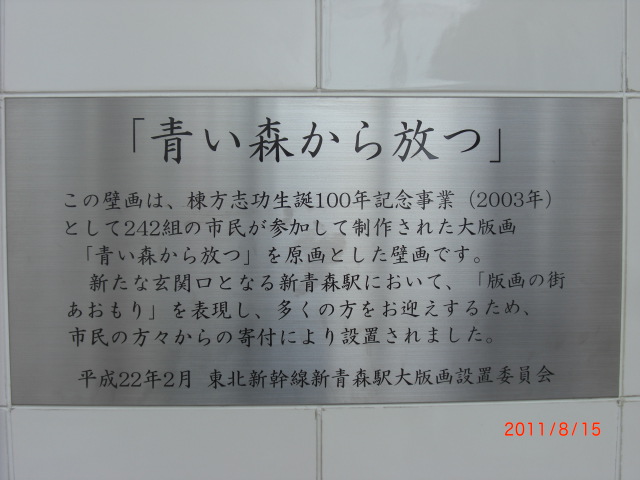 「青い森から放つ」
この壁画は、棟方志功生誕100年記念事業（2003年）
として242組の市民が参加して制作された大版画
「青い森から放つ」を原画とした壁画です。
新たな玄関口となる新青森駅において、「版画の街
あおもり」を表現し、多くの方をお迎えするため、
市民の方々からの寄付により設置されました。
平成22年2月 東北新幹線新青森駅大版画設置委員会
2011/8/15